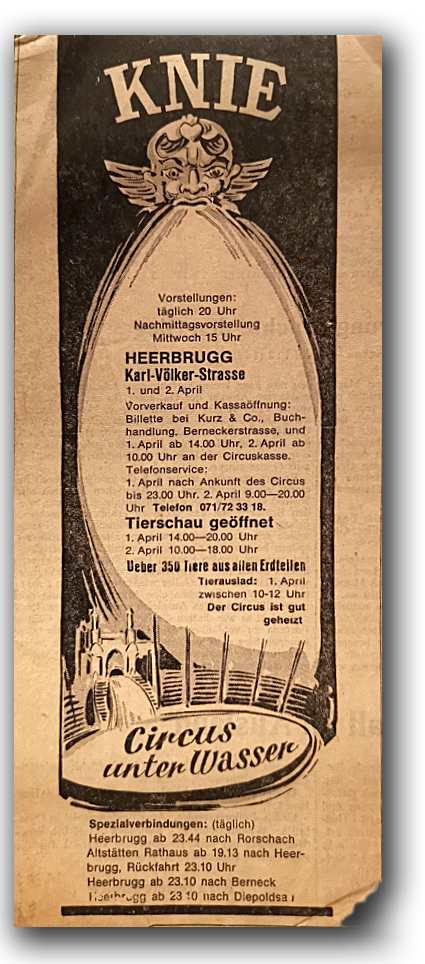 KNIE
Vorstellungen:
täglich 20 Uhr
Nachmittagsvorstellung
Mittwoch 15 Uhr
HEERBRUGG
Karl-Völker-Strasse
1. und 2. April
Vorverkauf und Kassaöffnung:
Billette bei Kurz & Co., Buch-
handlung, Berneckerstrasse, und
1. April ab 14.00 Uhr, 2. April ab
10.00 Uhr an der Circuskasse.
Telefonservice:
1. April nach Ankunft des Circus
bis 23.00 Uhr. 2. April 9.00—20.00
Uhr Telefon 071/72 33 18.
Tierschau geöffnet
1. April 14.00—20.00 Uhr
2. April 10.00—18.00 Uhr
Ueber 350 Tiere aus allen Erdteilen
Tierauslad: 1. April
zwischen 10-12 Uhr
Der Circus ist gut
geheizt
Circus
unter Wasser
Spezialverbindungen: (täglich)
Heerbrugg ab 23.44 nach Rorschach
Altstätten Rathaus ab 19.13 nach Heer-
brugg, Rückfahrt 23.10 Uhr
Heerbrugg ab 23.10 nach Berneck
Heerbrugg ab 23 10 nach Diepoldsau